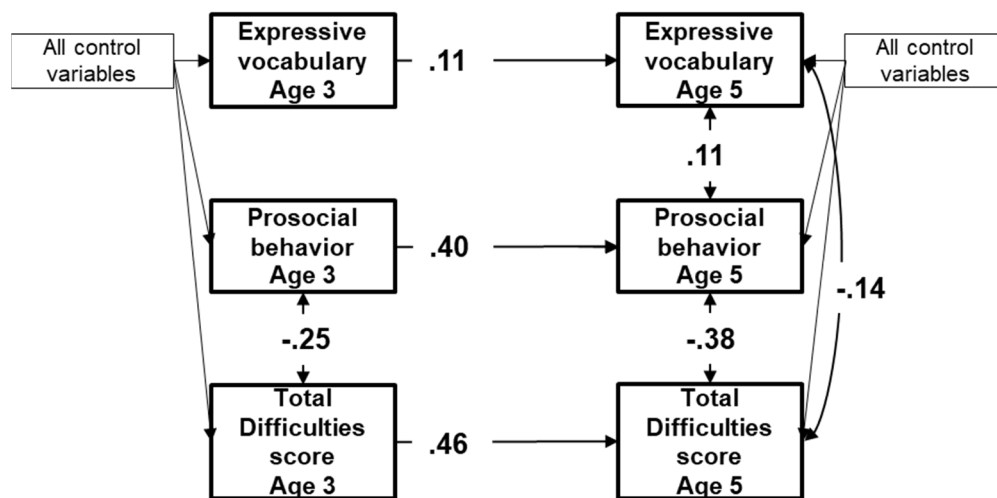 All control
variables
Expressive
vocabulary
Age 3
.11
Expressive
vocabulary
Age 5
All control
variables
.11
Prosocial
behavior
Age 3
.40
Prosocial
behavior
Age 5
-.14
-.25
-.38
Total
Difficulties
score
Age 3
.46
Total
Difficulties
score
Age 5